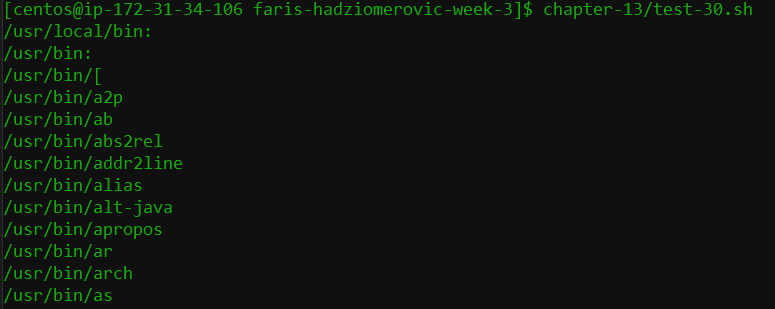 [centos@ip-172-31-34-106 faris-hadziomerovic-week-3]$ chapter-13/test-30.sh
/usr/local/bin:
/usr/bin:
/usr/bin/[
/usr/bin/a2p
/usr/bin/ab
/usr/bin/abs2rel
/usr/bin/addr2line
/usr/bin/alias
/usr/bin/alt-java
/usr/bin/apropos
/usr/bin/ar
/usr/bin/arch
/usr/bin/as